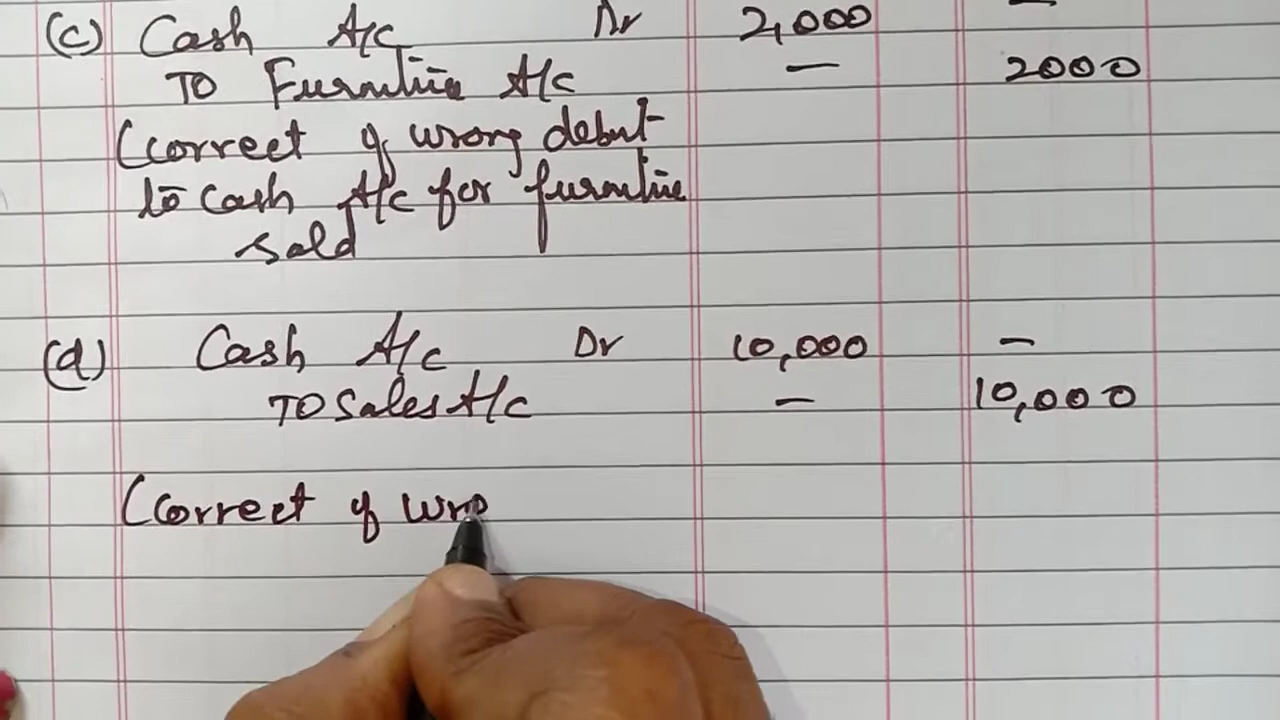 (c) Cash A/c Dr 2,000 —
To Furniture A/c — 2000
(correct of wrong debut
to cash A/c for furniture
sold
(d) Cash A/c Dr 10,000 —
To Sales A/c — 10,000
(Correct of wro